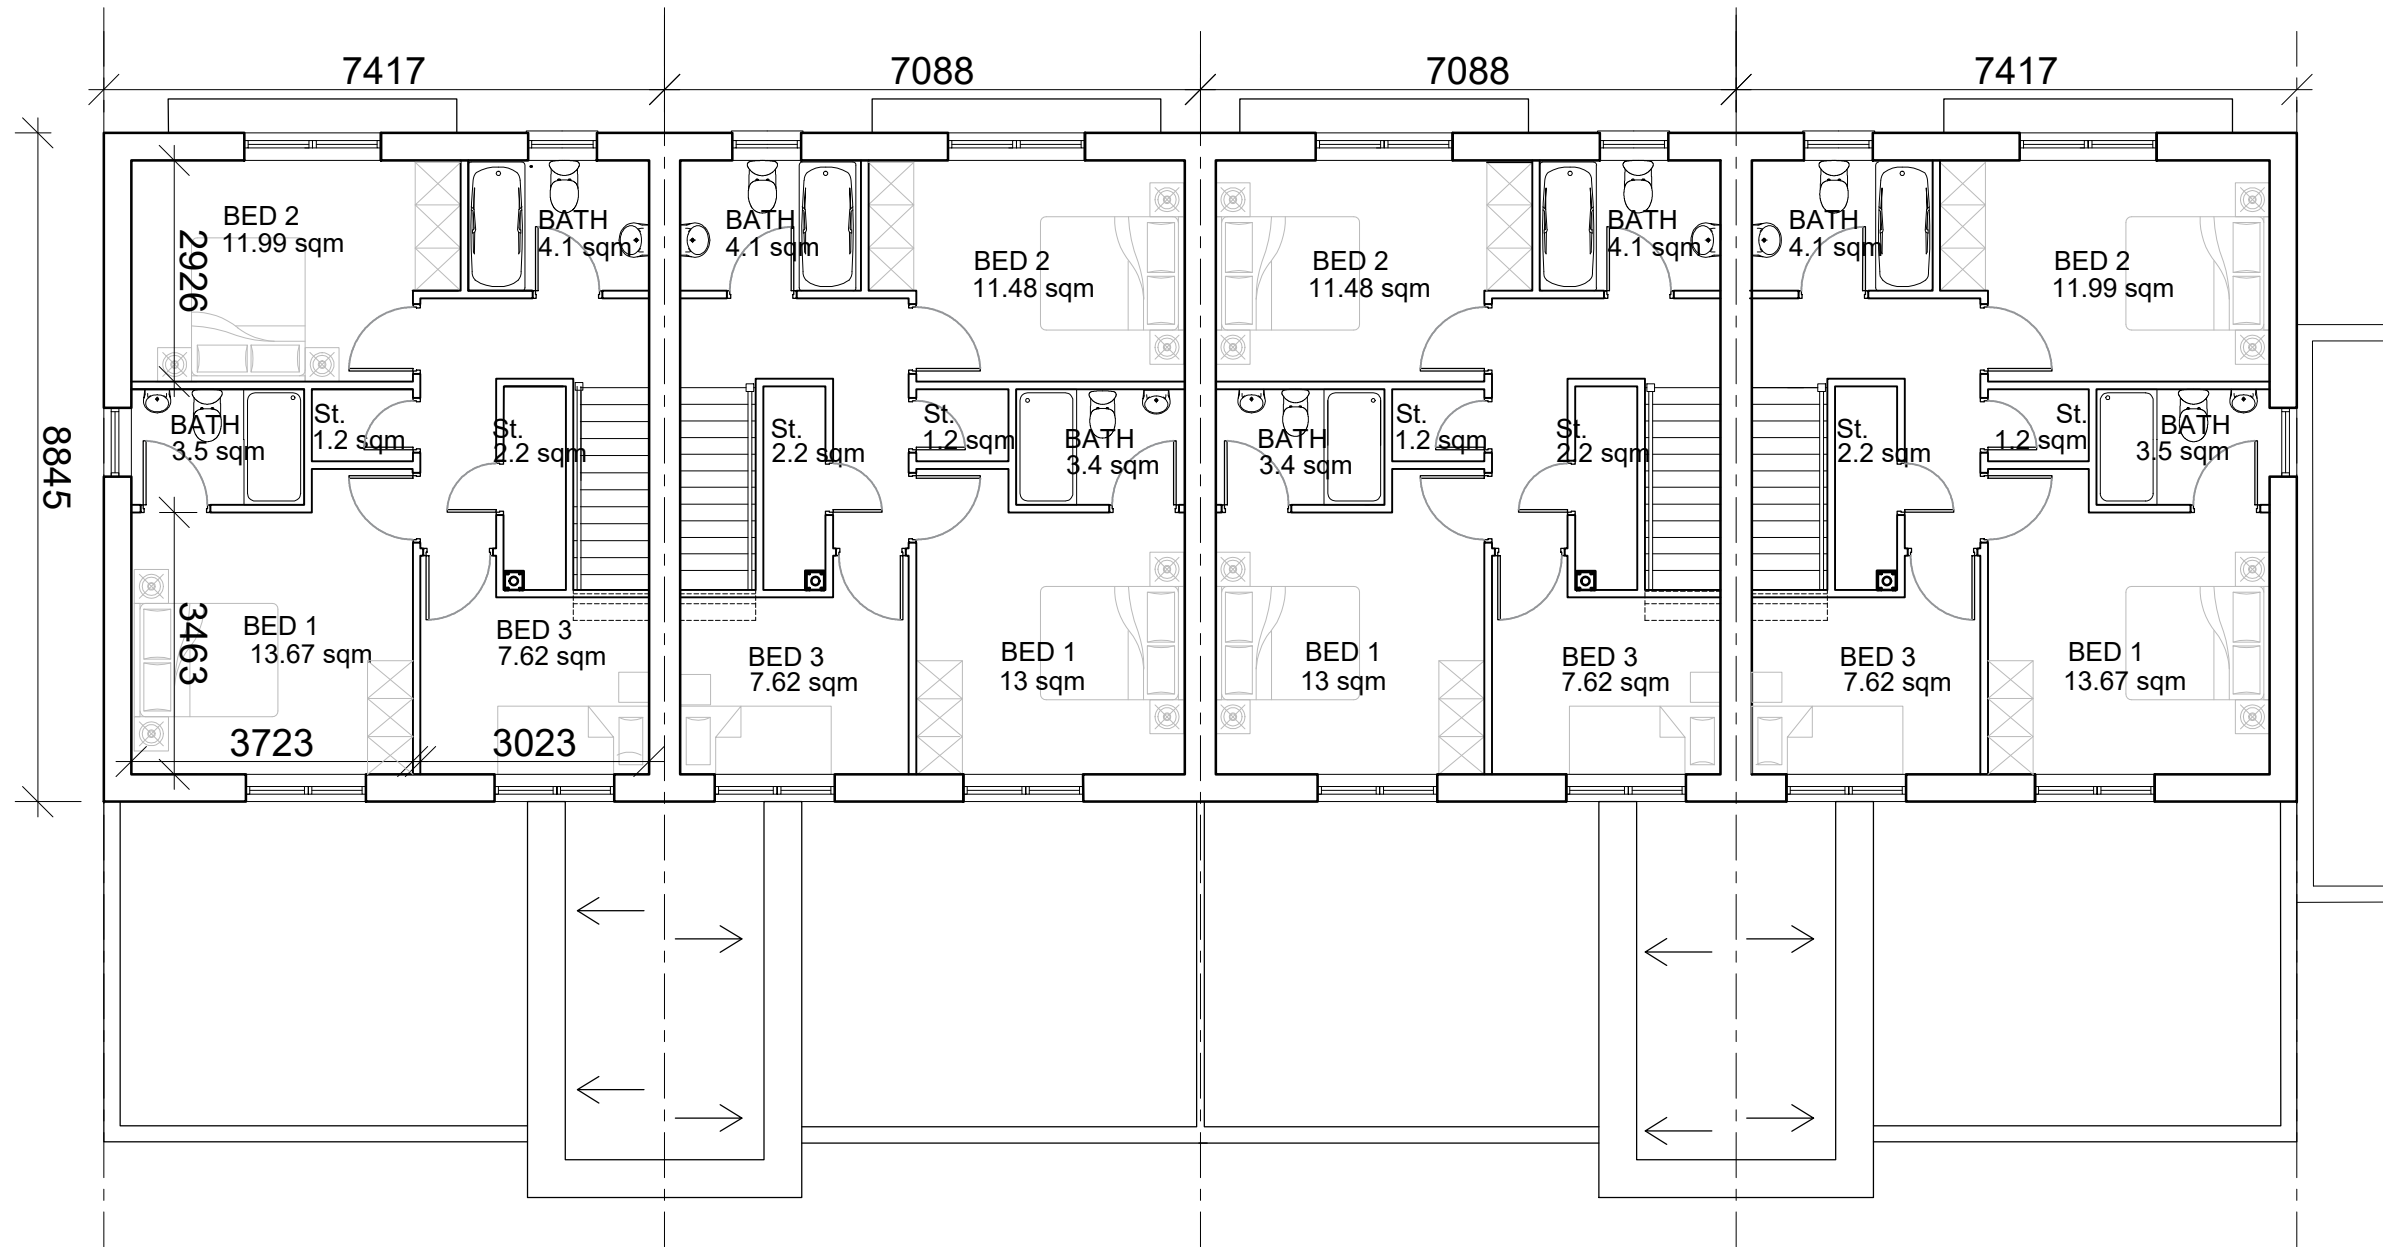 7417
7088
7088
7417
BED 2
11.99 sqm
BATH
4.1 sqm
BATH
4.1 sqm
BED 2
11.48 sqm
BED 2
11.48 sqm
BATH
4.1 sqm
BATH
4.1 sqm
BED 2
11.99 sqm
2926
8845
BATH
3.5 sqm
St.
1.2 sqm
St.
2.2 sqm
St.
2.2 sqm
St.
1.2 sqm
BATH
3.4 sqm
BATH
3.4 sqm
St.
1.2 sqm
St.
2.2 sqm
St.
2.2 sqm
St.
1.2 sqm
BATH
3.5 sqm
3463
BED 1
13.67 sqm
BED 3
7.62 sqm
BED 3
7.62 sqm
BED 1
13 sqm
BED 1
13 sqm
BED 3
7.62 sqm
BED 3
7.62 sqm
BED 1
13.67 sqm
3723
3023